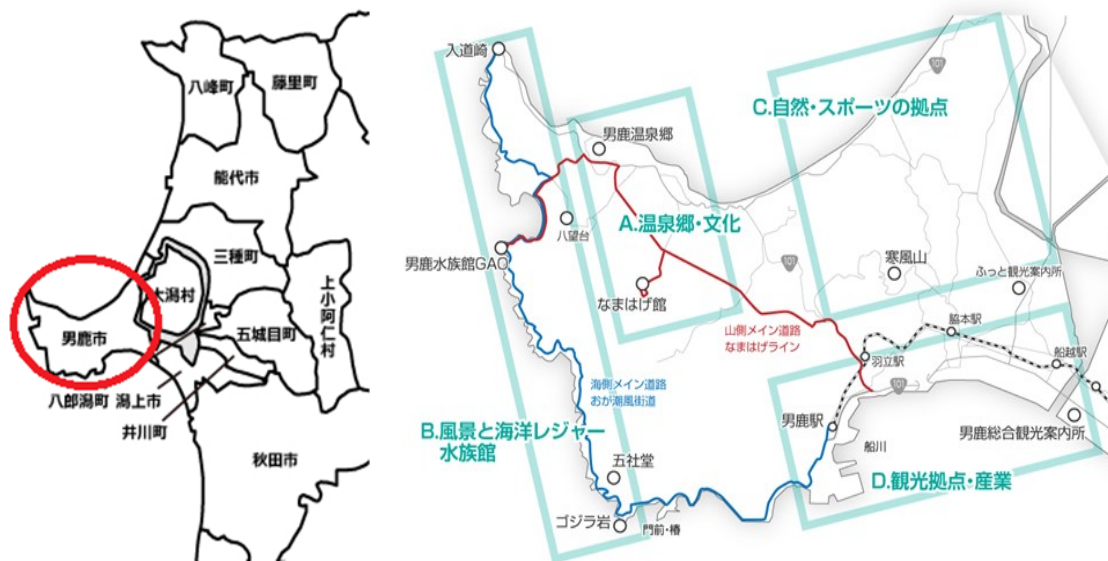 八峰町
藤里町
能代市
三種町
大潟村
上小阿仁村
男鹿市
五城目町
八郎潟町
潟上市
井川町
秋田市
入道崎
101
C.自然・スポーツの拠点
男鹿温泉郷
八望台
A.温泉郷・文化
男鹿水族館GAO
101
寒風山
ふっと観光案内所
なまはげ館
山側メイン道路
なまはげライン
脇本駅
羽立駅
船越駅
海側メイン道路
おが潮風街道
101
B.風景と海洋レジャー
水族館
男鹿駅
船川
男鹿総合観光案内所
五社堂
D.観光拠点・産業
ゴジラ岩
門前・椿